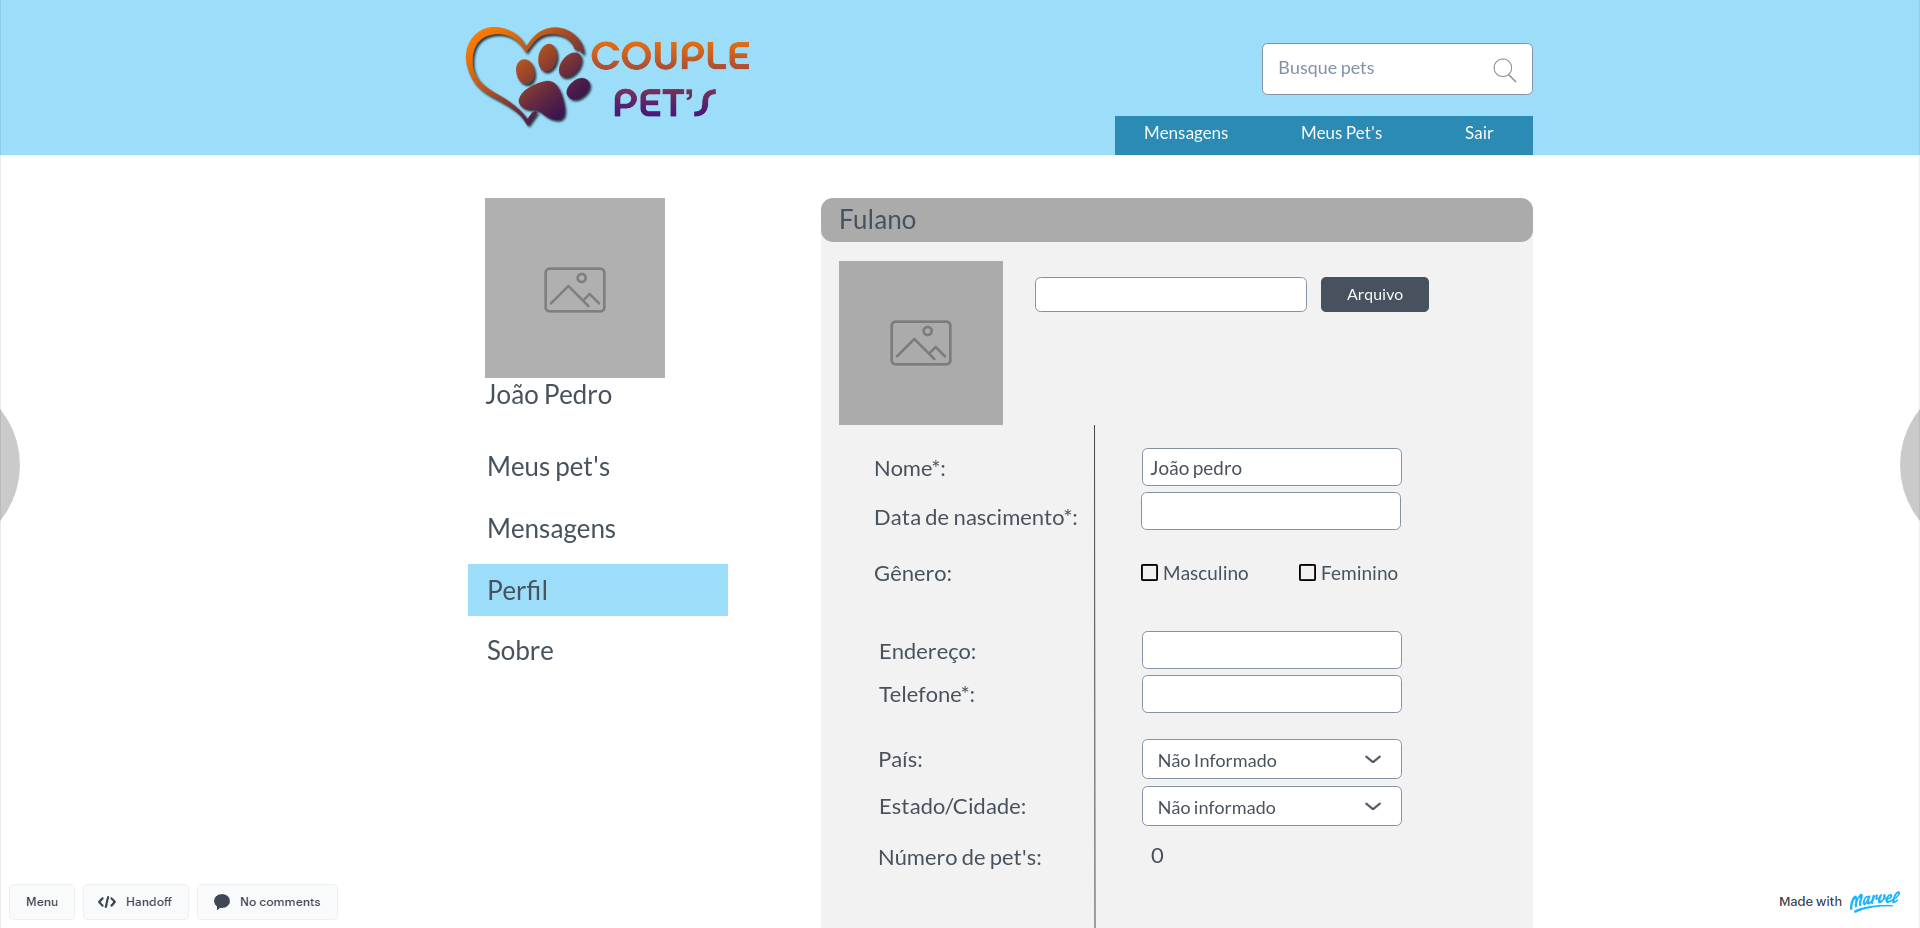 COUPLE
PET'S
Busque pets
Mensagens
Meus Pet's
Sair
João Pedro
Meus pet's
Mensagens
Perfil
Sobre
Fulano
Arquivo
Nome*:
João pedro
Data de nascimento*:
Gênero:
Masculino
Feminino
Endereço:
Telefone*:
País:
Não Informado
Estado/Cidade:
Não informado
Número de pet's:
0
Menu
</> Handoff
No comments
Made with Marvel